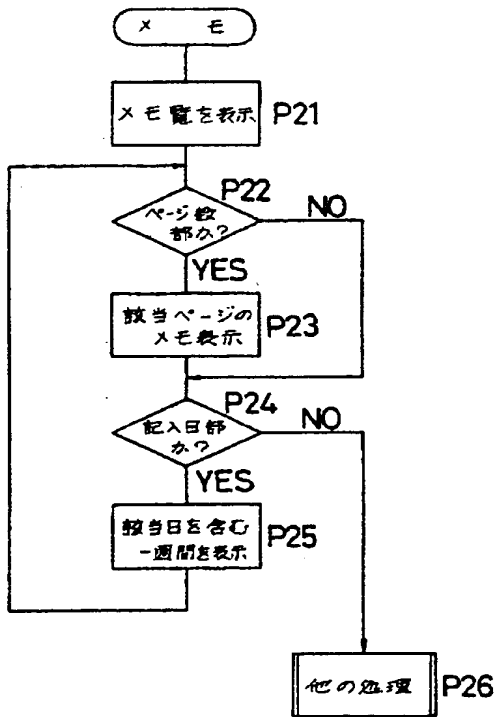 メモ
メモ覧を表示 P21
P22
ページ数
部か?
NO
YES
該当ページの
メモ表示
P23
P24
記入日部
か?
NO
YES
該当日を含む
一週間を表示
P25
他の処理 P26